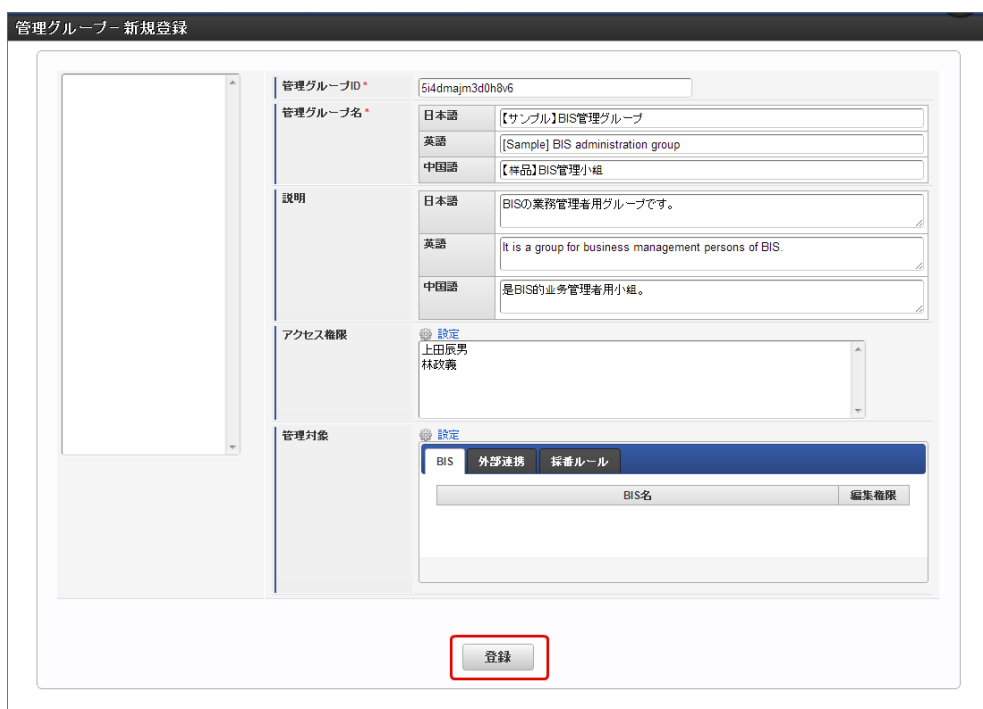 管理グループ - 新規登録
管理グループID *
5i4dmajm3d0h8v6
管理グループ名 *
日本語
【サンプル】BIS管理グループ
英語
[Sample] BIS administration group
中国語
【样品】BIS管理小组
説明
日本語
BISの業務管理者用グループです。
英語
It is a group for business management persons of BIS.
中国語
是BIS的业务管理者用小组。
アクセス権限
設定
上田辰男
林政義
管理対象
設定
BIS 外部連携 採番ルール
BIS名 編集権限
登録